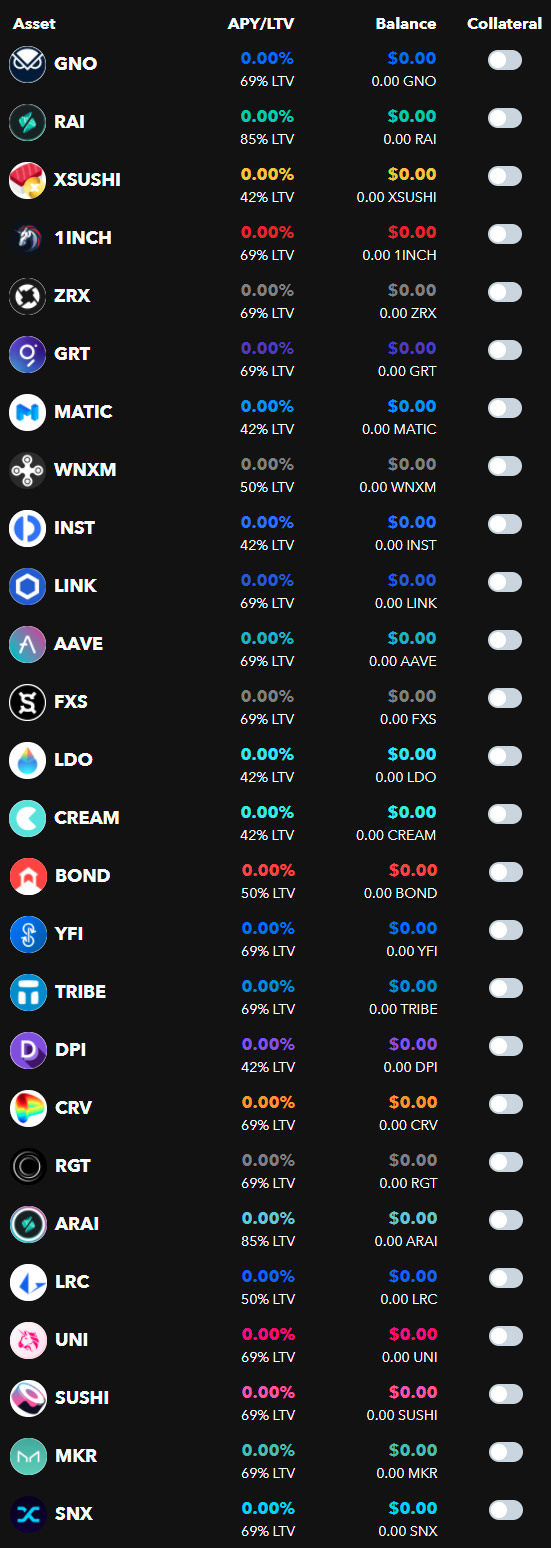 Asset APY/LTV Balance Collateral
GNO 0.00% $0.00
69% LTV 0.00 GNO
RAI 0.00% $0.00
85% LTV 0.00 RAI
XSUSHI 0.00% $0.00
42% LTV 0.00 XSUSHI
1INCH 0.00% $0.00
69% LTV 0.00 1INCH
ZRX 0.00% $0.00
69% LTV 0.00 ZRX
GRT 0.00% $0.00
69% LTV 0.00 GRT
MATIC 0.00% $0.00
42% LTV 0.00 MATIC
WNXM 0.00% $0.00
50% LTV 0.00 WNXM
INST 0.00% $0.00
42% LTV 0.00 INST
LINK 0.00% $0.00
69% LTV 0.00 LINK
AAVE 0.00% $0.00
69% LTV 0.00 AAVE
FXS 0.00% $0.00
69% LTV 0.00 FXS
LDO 0.00% $0.00
42% LTV 0.00 LDO
CREAM 0.00% $0.00
42% LTV 0.00 CREAM
BOND 0.00% $0.00
50% LTV 0.00 BOND
YFI 0.00% $0.00
69% LTV 0.00 YFI
TRIBE 0.00% $0.00
69% LTV 0.00 TRIBE
DPI 0.00% $0.00
42% LTV 0.00 DPI
CRV 0.00% $0.00
69% LTV 0.00 CRV
RGT 0.00% $0.00
69% LTV 0.00 RGT
ARAI 0.00% $0.00
85% LTV 0.00 ARAI
LRC 0.00% $0.00
50% LTV 0.00 LRC
UNI 0.00% $0.00
69% LTV 0.00 UNI
SUSHI 0.00% $0.00
69% LTV 0.00 SUSHI
MKR 0.00% $0.00
69% LTV 0.00 MKR
SNX 0.00% $0.00
69% LTV 0.00 SNX